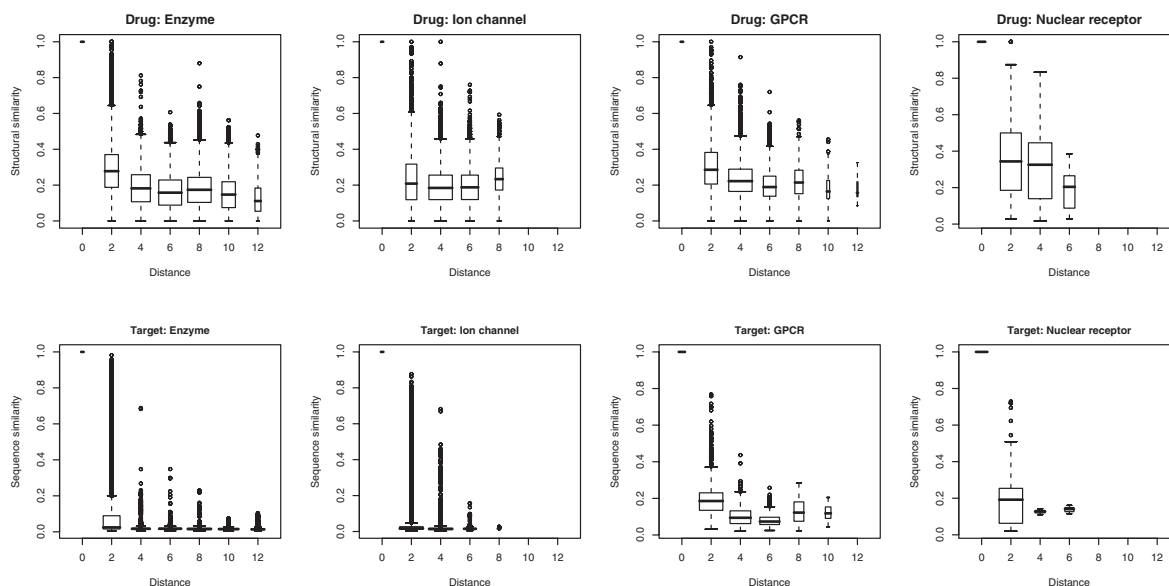 Drug: Enzyme
Structural similarity
0.0 0.2 0.4 0.6 0.8 1.0
0 2 4 6 8 10 12
Distance
Drug: Ion channel
Structural similarity
0.0 0.2 0.4 0.6 0.8 1.0
0 2 4 6 8 10 12
Distance
Drug: GPCR
Structural similarity
0.0 0.2 0.4 0.6 0.8 1.0
0 2 4 6 8 10 12
Distance
Drug: Nuclear receptor
Structural similarity
0.0 0.2 0.4 0.6 0.8 1.0
0 2 4 6 8 10 12
Distance
Target: Enzyme
Sequence similarity
0.0 0.2 0.4 0.6 0.8 1.0
0 2 4 6 8 10 12
Distance
Target: Ion channel
Sequence similarity
0.0 0.2 0.4 0.6 0.8 1.0
0 2 4 6 8 10 12
Distance
Target: GPCR
Sequence similarity
0.0 0.2 0.4 0.6 0.8 1.0
0 2 4 6 8 10 12
Distance
Target: Nuclear receptor
Sequence similarity
0.0 0.2 0.4 0.6 0.8 1.0
0 2 4 6 8 10 12
Distance